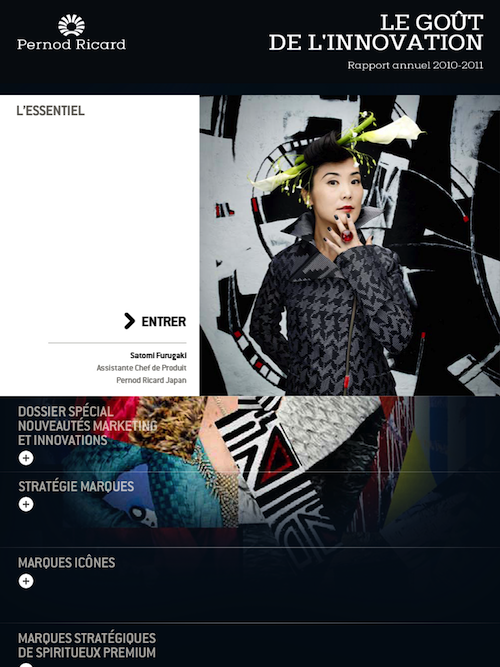 Pernod Ricard
LE GOÛT
DE L'INNOVATION
Rapport annuel 2010-2011
L'ESSENTIEL
ENTRER
Satomi Furugaki
Assistante Chef de Produit
Pernod Ricard Japan
DOSSIER SPÉCIAL
NOUVEAUTÉS MARKETING
ET INNOVATIONS
STRATÉGIE MARQUES
MARQUES ICÔNES
MARQUES STRATÉGIQUES
DE SPIRITUEUX PREMIUM